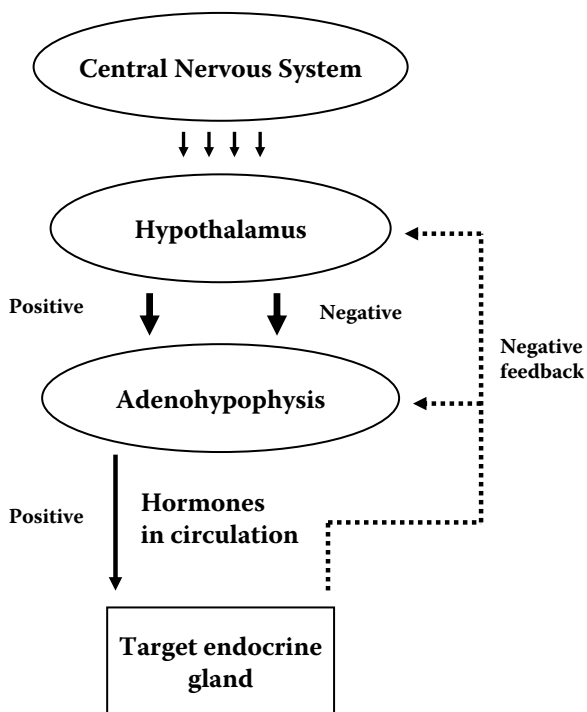 Central Nervous System
Hypothalamus
Positive
Negative
Negative
feedback
Adenohypophysis
Positive
Hormones
in circulation
Target endocrine
gland